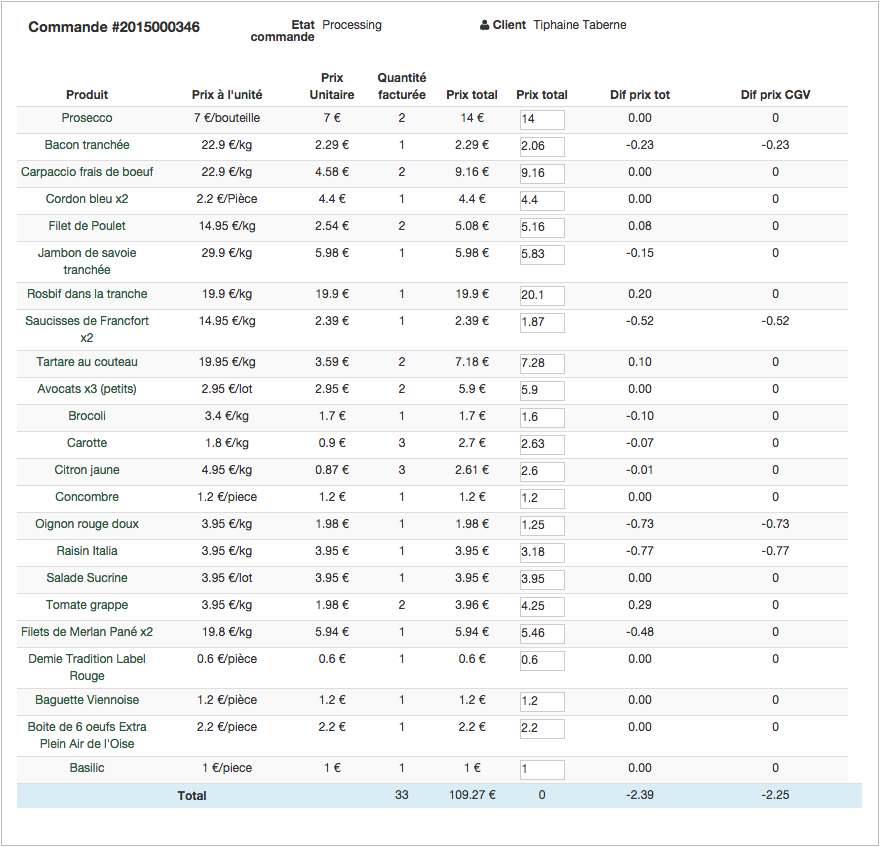 Commande #2015000346 Etat commande Processing Client Tiphaine Taberne
Produit Prix à l'unité Prix Unitaire Quantité facturée Prix total Prix total Dif prix tot Dif prix CGV
Prosecco 7 €/bouteille 7 € 2 14 € 14 0.00 0
Bacon tranchée 22.9 €/kg 2.29 € 1 2.29 € 2.06 -0.23 -0.23
Carpaccio frais de boeuf 22.9 €/kg 4.58 € 2 9.16 € 9.16 0.00 0
Cordon bleu x2 2.2 €/Pièce 4.4 € 1 4.4 € 4.4 0.00 0
Filet de Poulet 14.95 €/kg 2.54 € 2 5.08 € 5.16 0.08 0
Jambon de savoie tranchée 29.9 €/kg 5.98 € 1 5.98 € 5.83 -0.15 0
Rosbif dans la tranche 19.9 €/kg 19.9 € 1 19.9 € 20.1 0.20 0
Saucisses de Francfort x2 14.95 €/kg 2.39 € 1 2.39 € 1.87 -0.52 -0.52
Tartare au couteau 19.95 €/kg 3.59 € 2 7.18 € 7.28 0.10 0
Avocats x3 (petits) 2.95 €/lot 2.95 € 2 5.9 € 5.9 0.00 0
Brocoli 3.4 €/kg 1.7 € 1 1.7 € 1.6 -0.10 0
Carotte 1.8 €/kg 0.9 € 3 2.7 € 2.63 -0.07 0
Citron jaune 4.95 €/kg 0.87 € 3 2.61 € 2.6 -0.01 0
Concombre 1.2 €/piece 1.2 € 1 1.2 € 1.2 0.00 0
Oignon rouge doux 3.95 €/kg 1.98 € 1 1.98 € 1.25 -0.73 -0.73
Raisin Italia 3.95 €/kg 3.95 € 1 3.95 € 3.18 -0.77 -0.77
Salade Sucrine 3.95 €/lot 3.95 € 1 3.95 € 3.95 0.00 0
Tomate grappe 3.95 €/kg 1.98 € 2 3.96 € 4.25 0.29 0
Filets de Merlan Pané x2 19.8 €/kg 5.94 € 1 5.94 € 5.46 -0.48 0
Demie Tradition Label Rouge 0.6 €/pièce 0.6 € 1 0.6 € 0.6 0.00 0
Baguette Viennoise 1.2 €/pièce 1.2 € 1 1.2 € 1.2 0.00 0
Boite de 6 oeufs Extra Plein Air de l'Oise 2.2 €/piece 2.2 € 1 2.2 € 2.2 0.00 0
Basilic 1 €/piece 1 € 1 1 € 1 0.00 0
Total 33 109.27 € 0 -2.39 -2.25